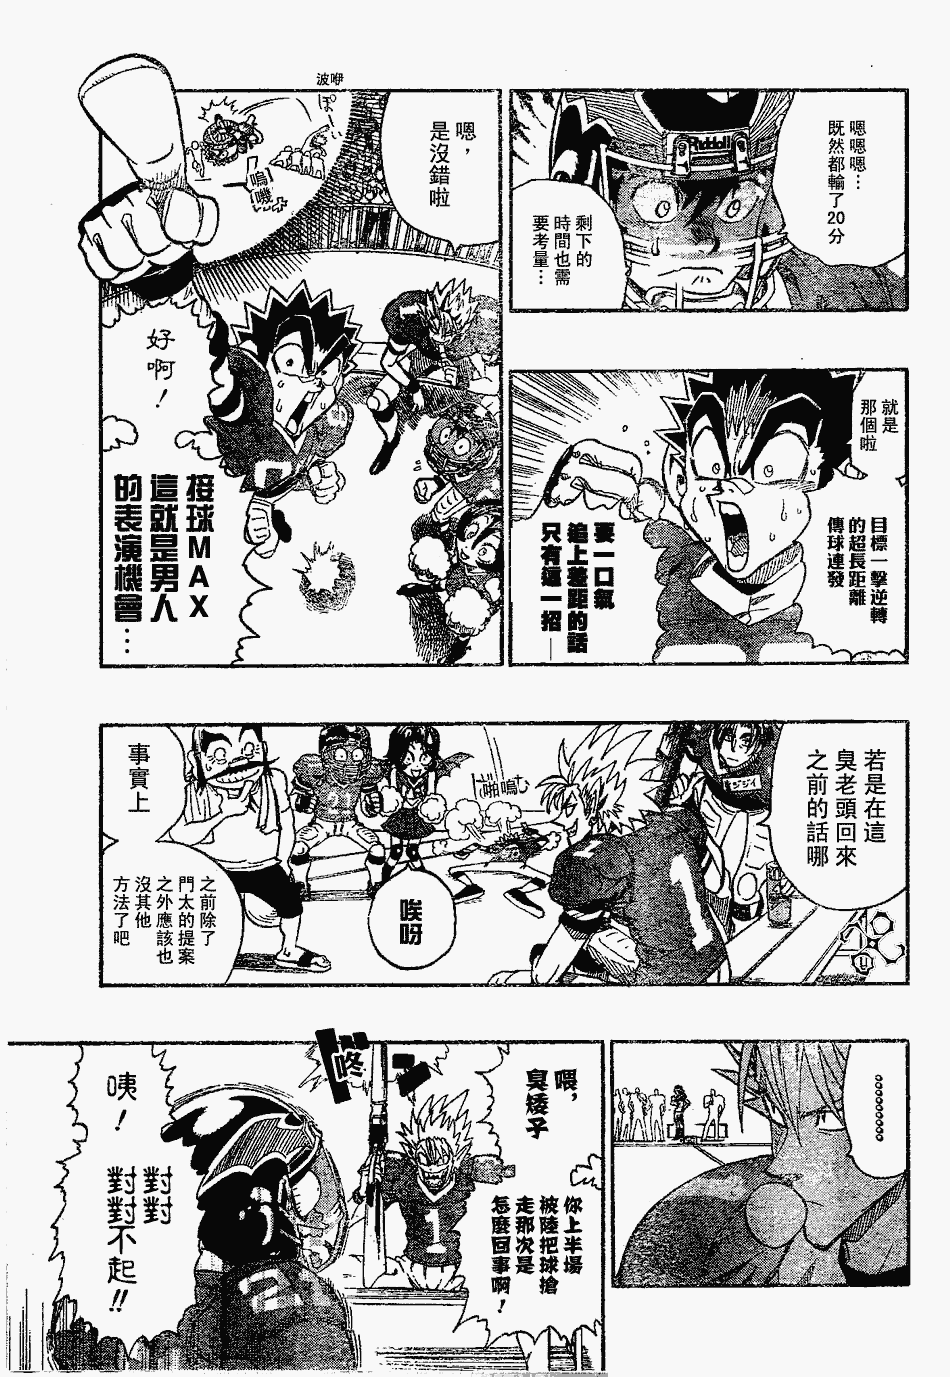 嗯嗯嗯…
既然都輸了20分
剩下的
時間也需
要考量…
Riddell
嗯，
是沒錯啦
波咿
ぽー
嗚
嘰
好啊！
接球MAX
這就是男人
的表演機會…
就是
那個啦
目標一擊逆轉
的超長距離
傳球連發
要一口氣
追上差距的話
只有這一招──
若是在這
臭老頭回來
之前的話哪
啪嗚
唉呀
事實上
之前除了
門太的提案
之外應該也
沒其他
方法了吧
………
喂，
臭矮子
你上半場
被陸把球搶
走那次是
怎麼回事啊！
咚
咦！
對對
對對不起!!